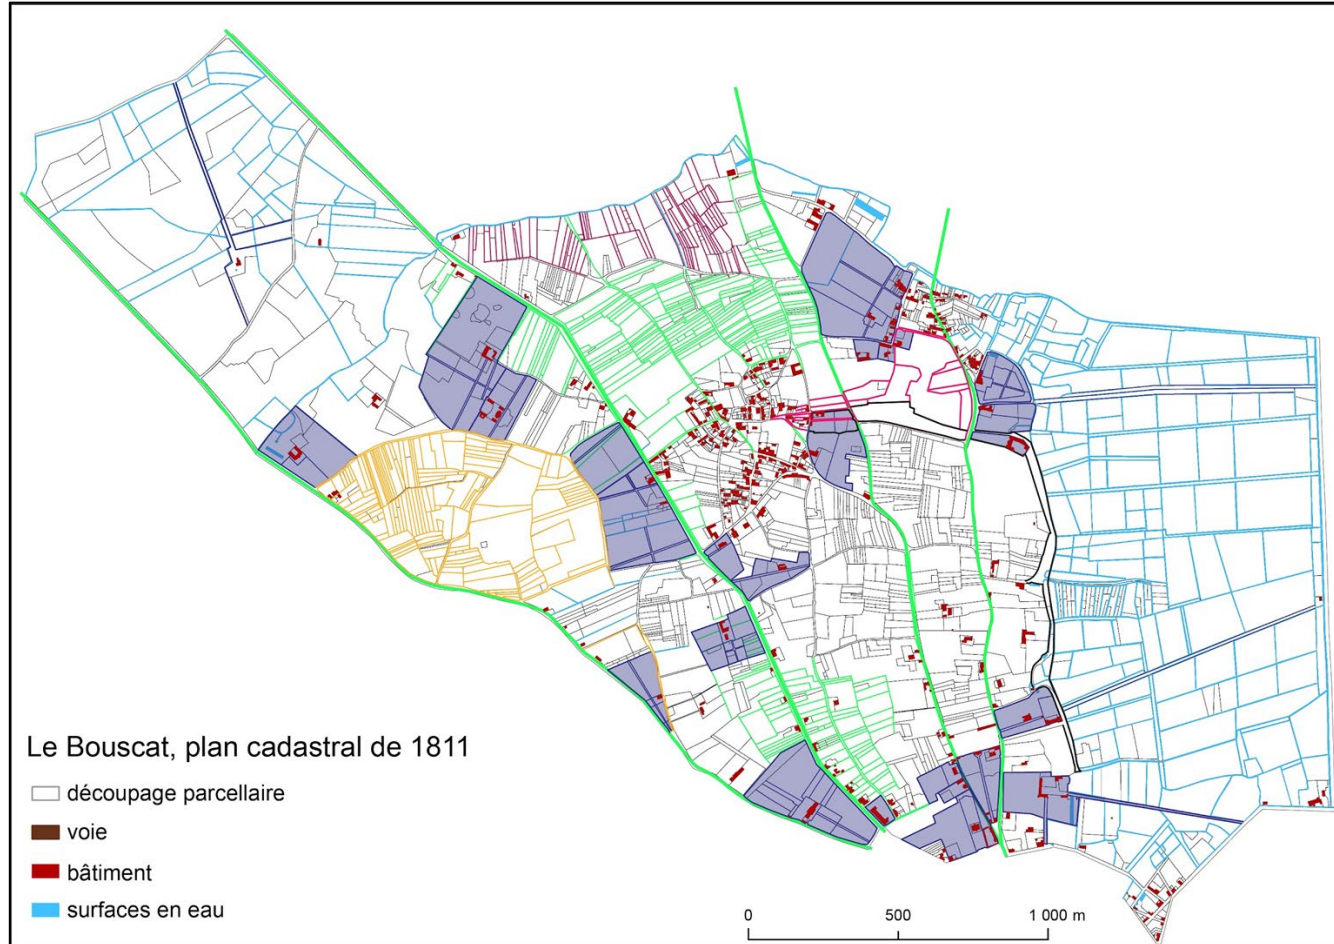 Le Bouscat, plan cadastral de 1811
découpage parcellaire
voie
bâtiment
surfaces en eau
0 500 1 000 m